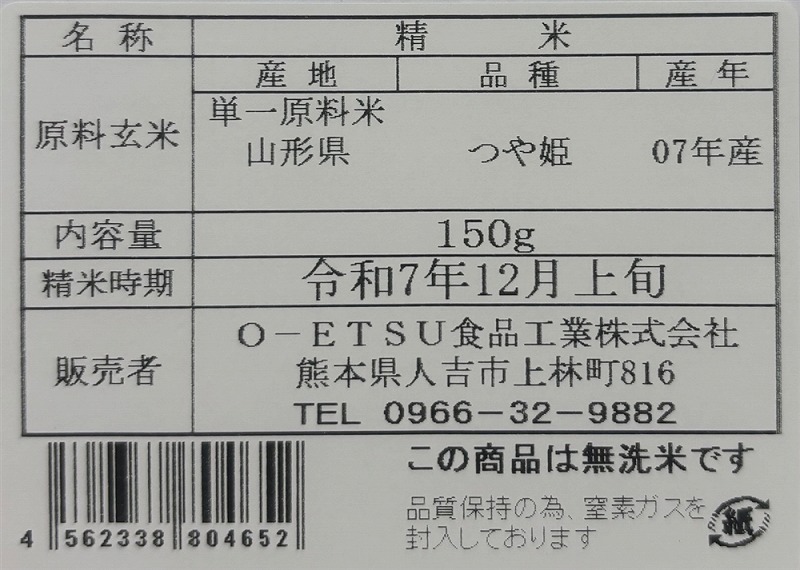 名称 精米
産地 品種 産年
原料玄米 単一原料米
山形県 つや姫 07年産
内容量 150g
精米時期 令和7年12月上旬
販売者 O－ETSU食品工業株式会社
熊本県人吉市上林町816
TEL 0966－32－9882
この商品は無洗米です
品質保持の為、窒素ガスを
封入しております
紙
4 562338 804652